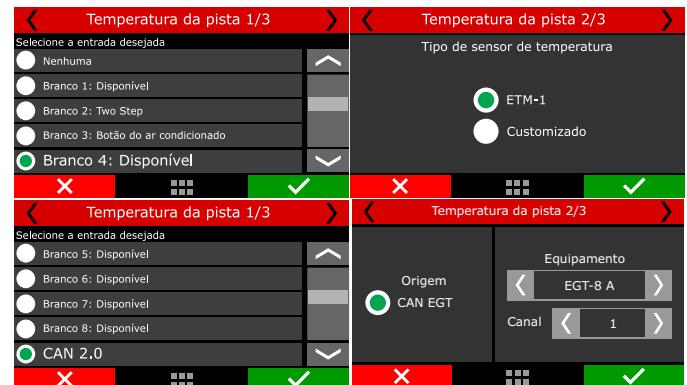 Temperatura da pista 1/3
Selecione a entrada desejada
Nenhuma
Branco 1: Disponível
Branco 2: Two Step
Branco 3: Botão do ar condicionado
Branco 4: Disponível
Temperatura da pista 2/3
Tipo de sensor de temperatura
ETM-1
Customizado
Temperatura da pista 1/3
Selecione a entrada desejada
Branco 5: Disponível
Branco 6: Disponível
Branco 7: Disponível
Branco 8: Disponível
CAN 2.0
Temperatura da pista 2/3
Origem
CAN EGT
Equipamento
EGT-8 A
Canal 1